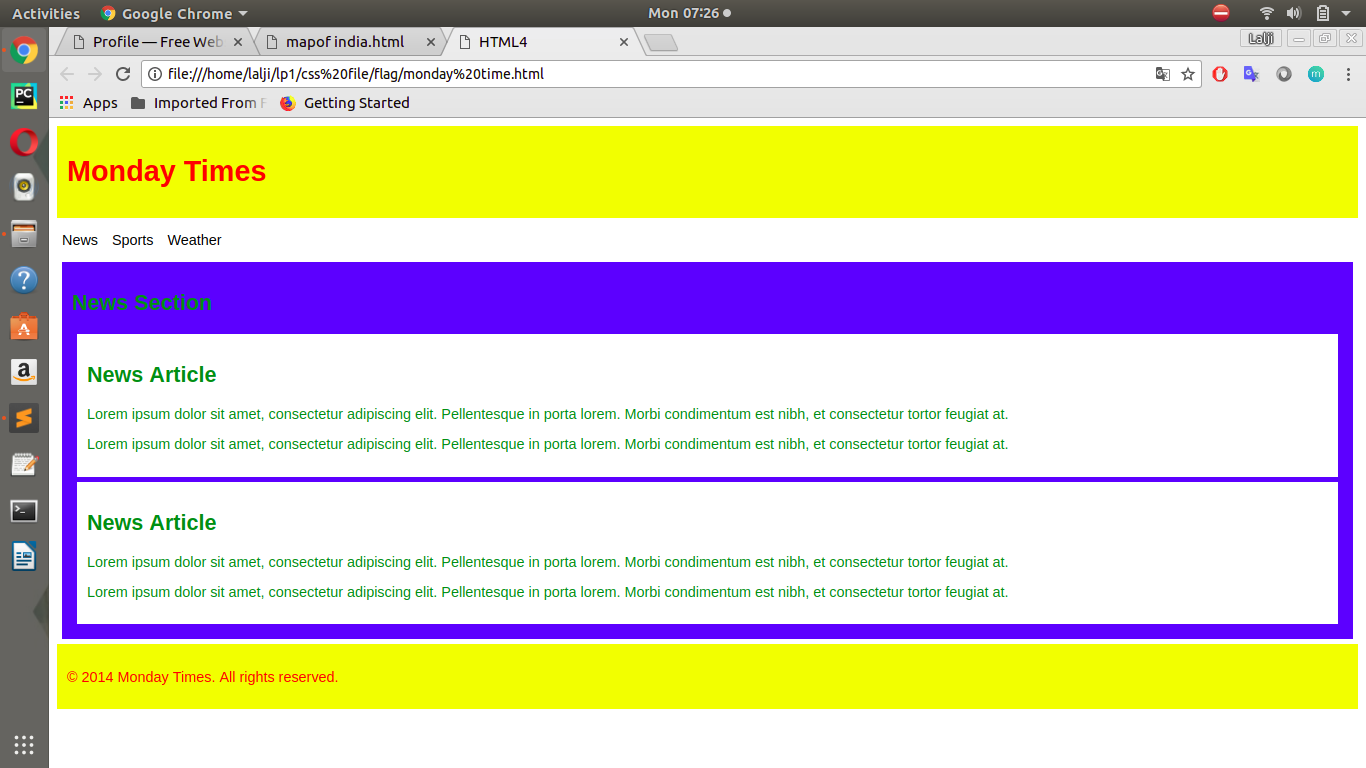 Activities Google Chrome Mon 07:26
Profile — Free Web mapof india.html HTML4 Lalji
file:///home/lalji/lp1/css%20file/flag/monday%20time.html
Apps Imported From F Getting Started
Monday Times
News Sports Weather
News Section
News Article
Lorem ipsum dolor sit amet, consectetur adipiscing elit. Pellentesque in porta lorem. Morbi condimentum est nibh, et consectetur tortor feugiat at.
Lorem ipsum dolor sit amet, consectetur adipiscing elit. Pellentesque in porta lorem. Morbi condimentum est nibh, et consectetur tortor feugiat at.
News Article
Lorem ipsum dolor sit amet, consectetur adipiscing elit. Pellentesque in porta lorem. Morbi condimentum est nibh, et consectetur tortor feugiat at.
Lorem ipsum dolor sit amet, consectetur adipiscing elit. Pellentesque in porta lorem. Morbi condimentum est nibh, et consectetur tortor feugiat at.
© 2014 Monday Times. All rights reserved.